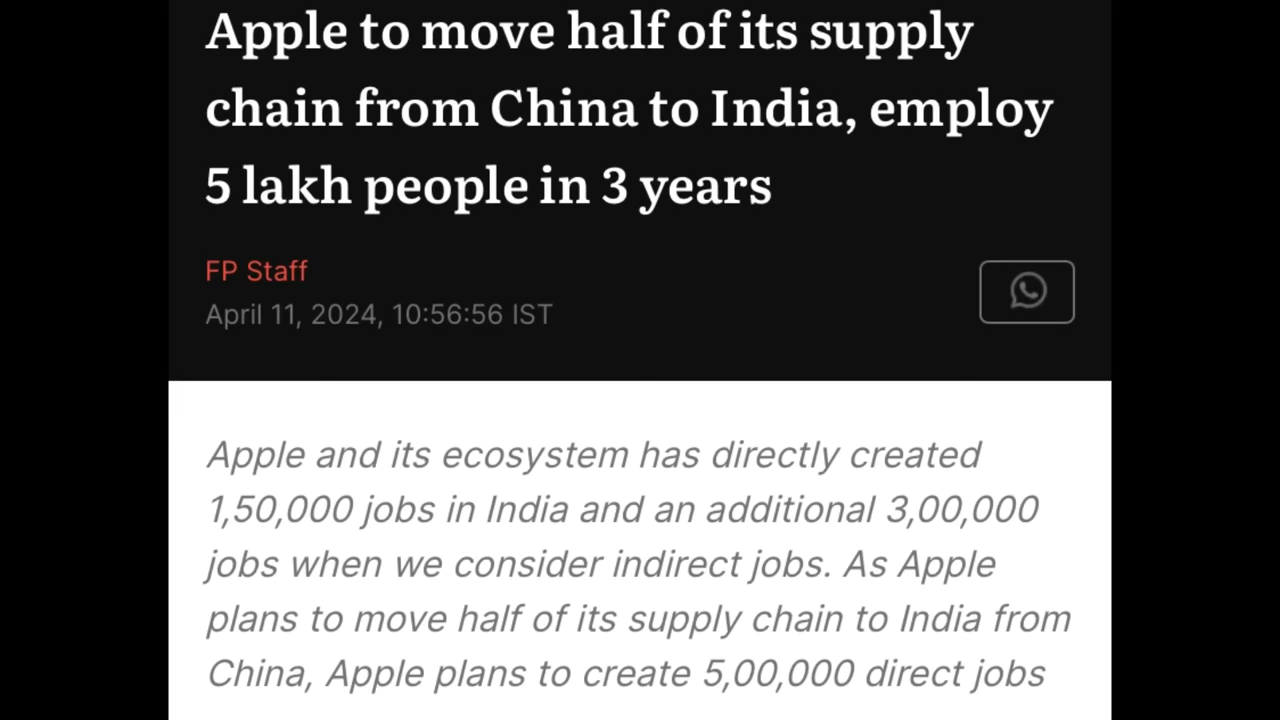 Apple to move half of its supply
chain from China to India, employ
5 lakh people in 3 years
FP Staff
April 11, 2024, 10:56:56 IST
Apple and its ecosystem has directly created
1,50,000 jobs in India and an additional 3,00,000
jobs when we consider indirect jobs. As Apple
plans to move half of its supply chain to India from
China, Apple plans to create 5,00,000 direct jobs